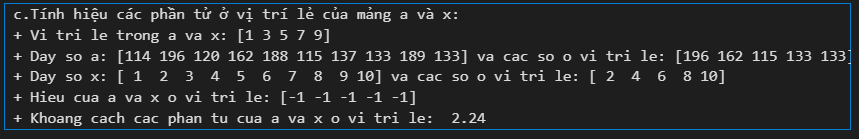 c.Tính hiệu các phần tử ở vị trí lẻ của mảng a và x:
+ Vi tri le trong a va x: [1 3 5 7 9]
+ Day so a: [114 196 120 162 188 115 137 133 189 133] va cac so o vi tri le: [196 162 115 133 133]
+ Day so x: [ 1  2  3  4  5  6  7  8  9 10] va cac so o vi tri le: [ 2  4  6  8 10]
+ Hieu cua a va x o vi tri le: [-1 -1 -1 -1 -1]
+ Khoang cach cac phan tu cua a va x o vi tri le:  2.24